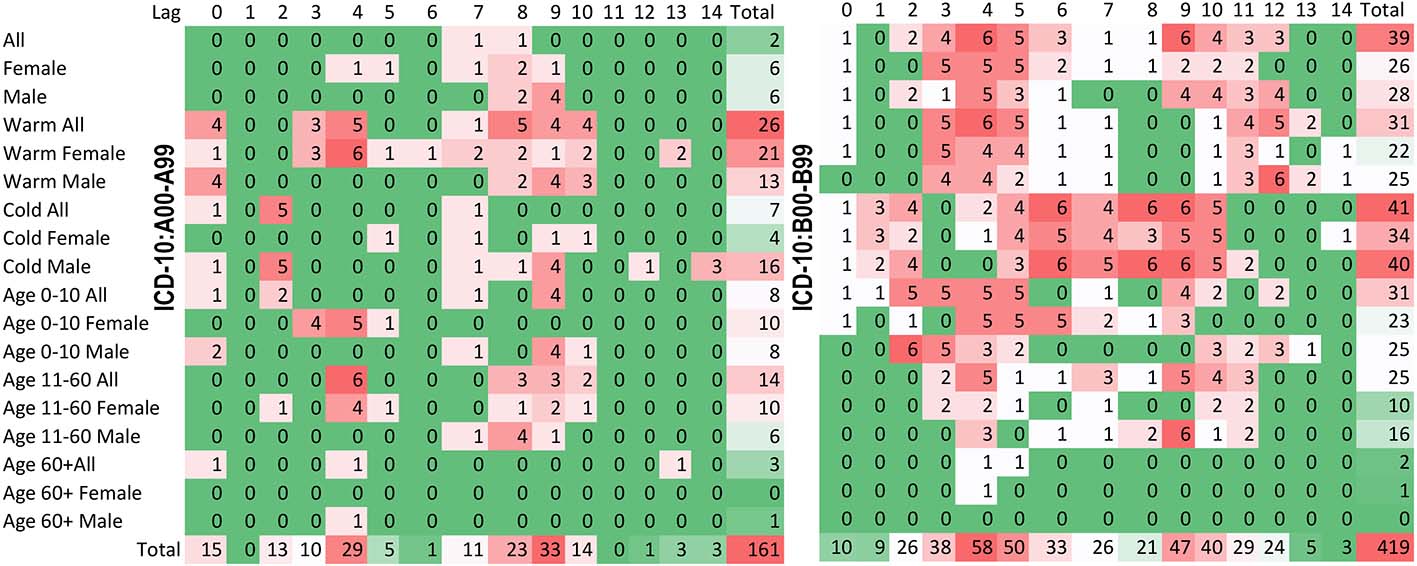 Lag 0 1 2 3 4 5 6 7 8 9 10 11 12 13 14 Total 0 1 2 3 4 5 6 7 8 9 10 11 12 13 14 Total
All 0 0 0 0 0 0 0 1 1 0 0 0 0 0 0 2 1 0 2 4 6 5 3 1 1 6 4 3 3 0 0 39
Female 0 0 0 0 1 1 0 1 2 1 0 0 0 0 0 6 1 0 0 5 5 5 2 1 1 2 2 2 0 0 0 26
Male 0 0 0 0 0 0 0 0 2 4 0 0 0 0 0 6 1 0 2 1 5 3 1 0 0 4 4 3 4 0 0 28
Warm All 4 0 0 3 5 0 0 1 5 4 4 0 0 0 0 26 1 0 0 5 6 5 1 1 0 0 1 4 5 2 0 31
Warm Female 1 0 0 3 6 1 1 2 2 1 2 0 0 2 0 21 1 0 0 5 4 4 1 1 0 0 1 3 1 0 1 22
Warm Male 4 0 0 0 0 0 0 0 2 4 3 0 0 0 0 13 0 0 0 4 4 2 1 1 0 0 1 3 6 2 1 25
Cold All 1 0 5 0 0 0 0 1 0 0 0 0 0 0 0 7 1 3 4 0 2 4 6 4 6 6 5 0 0 0 0 41
Cold Female 0 0 0 0 0 1 0 1 0 1 1 0 0 0 0 4 1 3 2 0 1 4 5 4 3 5 5 0 0 0 1 34
Cold Male 1 0 5 0 0 0 0 1 1 4 0 0 1 0 3 16 1 2 4 0 0 3 6 5 6 6 5 2 0 0 0 40
Age 0-10 All 1 0 2 0 0 0 0 1 0 4 0 0 0 0 0 8 1 1 5 5 5 5 0 1 0 4 2 0 2 0 0 31
Age 0-10 Female 0 0 0 4 5 1 0 0 0 0 0 0 0 0 0 10 1 0 1 0 5 5 5 2 1 3 0 0 0 0 0 23
Age 0-10 Male 2 0 0 0 0 0 0 1 0 4 1 0 0 0 0 8 0 0 6 5 3 2 0 0 0 0 3 2 3 1 0 25
Age 11-60 All 0 0 0 0 6 0 0 0 3 3 2 0 0 0 0 14 0 0 0 2 5 1 1 3 1 5 4 3 0 0 0 25
Age 11-60 Female 0 0 1 0 4 1 0 0 1 2 1 0 0 0 0 10 0 0 0 2 2 1 0 1 0 0 2 2 0 0 0 10
Age 11-60 Male 0 0 0 0 0 0 0 1 4 1 0 0 0 0 0 6 0 0 0 0 3 0 1 1 2 6 1 2 0 0 0 16
Age 60+All 1 0 0 0 1 0 0 0 0 0 0 0 0 1 0 3 0 0 0 0 1 1 0 0 0 0 0 0 0 0 0 2
Age 60+ Female 0 0 0 0 0 0 0 0 0 0 0 0 0 0 0 0 0 0 0 0 1 0 0 0 0 0 0 0 0 0 0 1
Age 60+ Male 0 0 0 0 1 0 0 0 0 0 0 0 0 0 0 1 0 0 0 0 0 0 0 0 0 0 0 0 0 0 0 0
Total 15 0 13 10 29 5 1 11 23 33 14 0 1 3 3 161 10 9 26 38 58 50 33 26 21 47 40 29 24 5 3 419
ICD-10:A00-A99
ICD-10:B00-B99